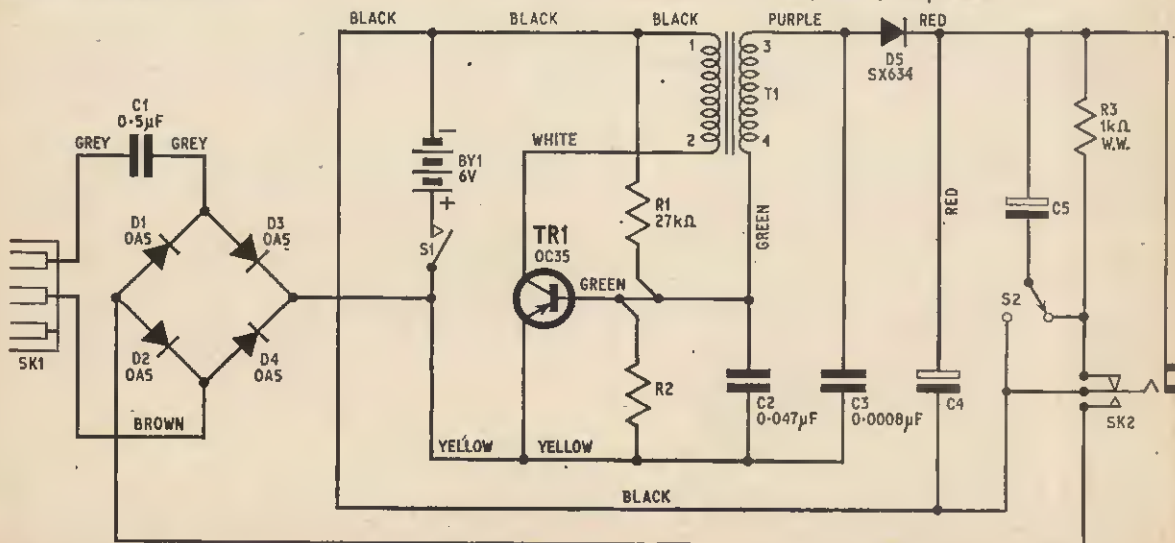 BLACK BLACK BLACK PURPLE RED
1 3
D5
SX634
T1
2 4
C1
0·5μF
GREY GREY
WHITE
BY1
6V
R3
1kΩ
W.W.
R1
27kΩ
GREEN
RED
C5
D1
OA5
D3
OA5
S1
TR1
OC35
GREEN
S2
SK1
D2
OA5
D4
OA5
R2
C2
0·047μF
C3
0·0008μF
C4
SK2
BROWN
YELLOW YELLOW
BLACK